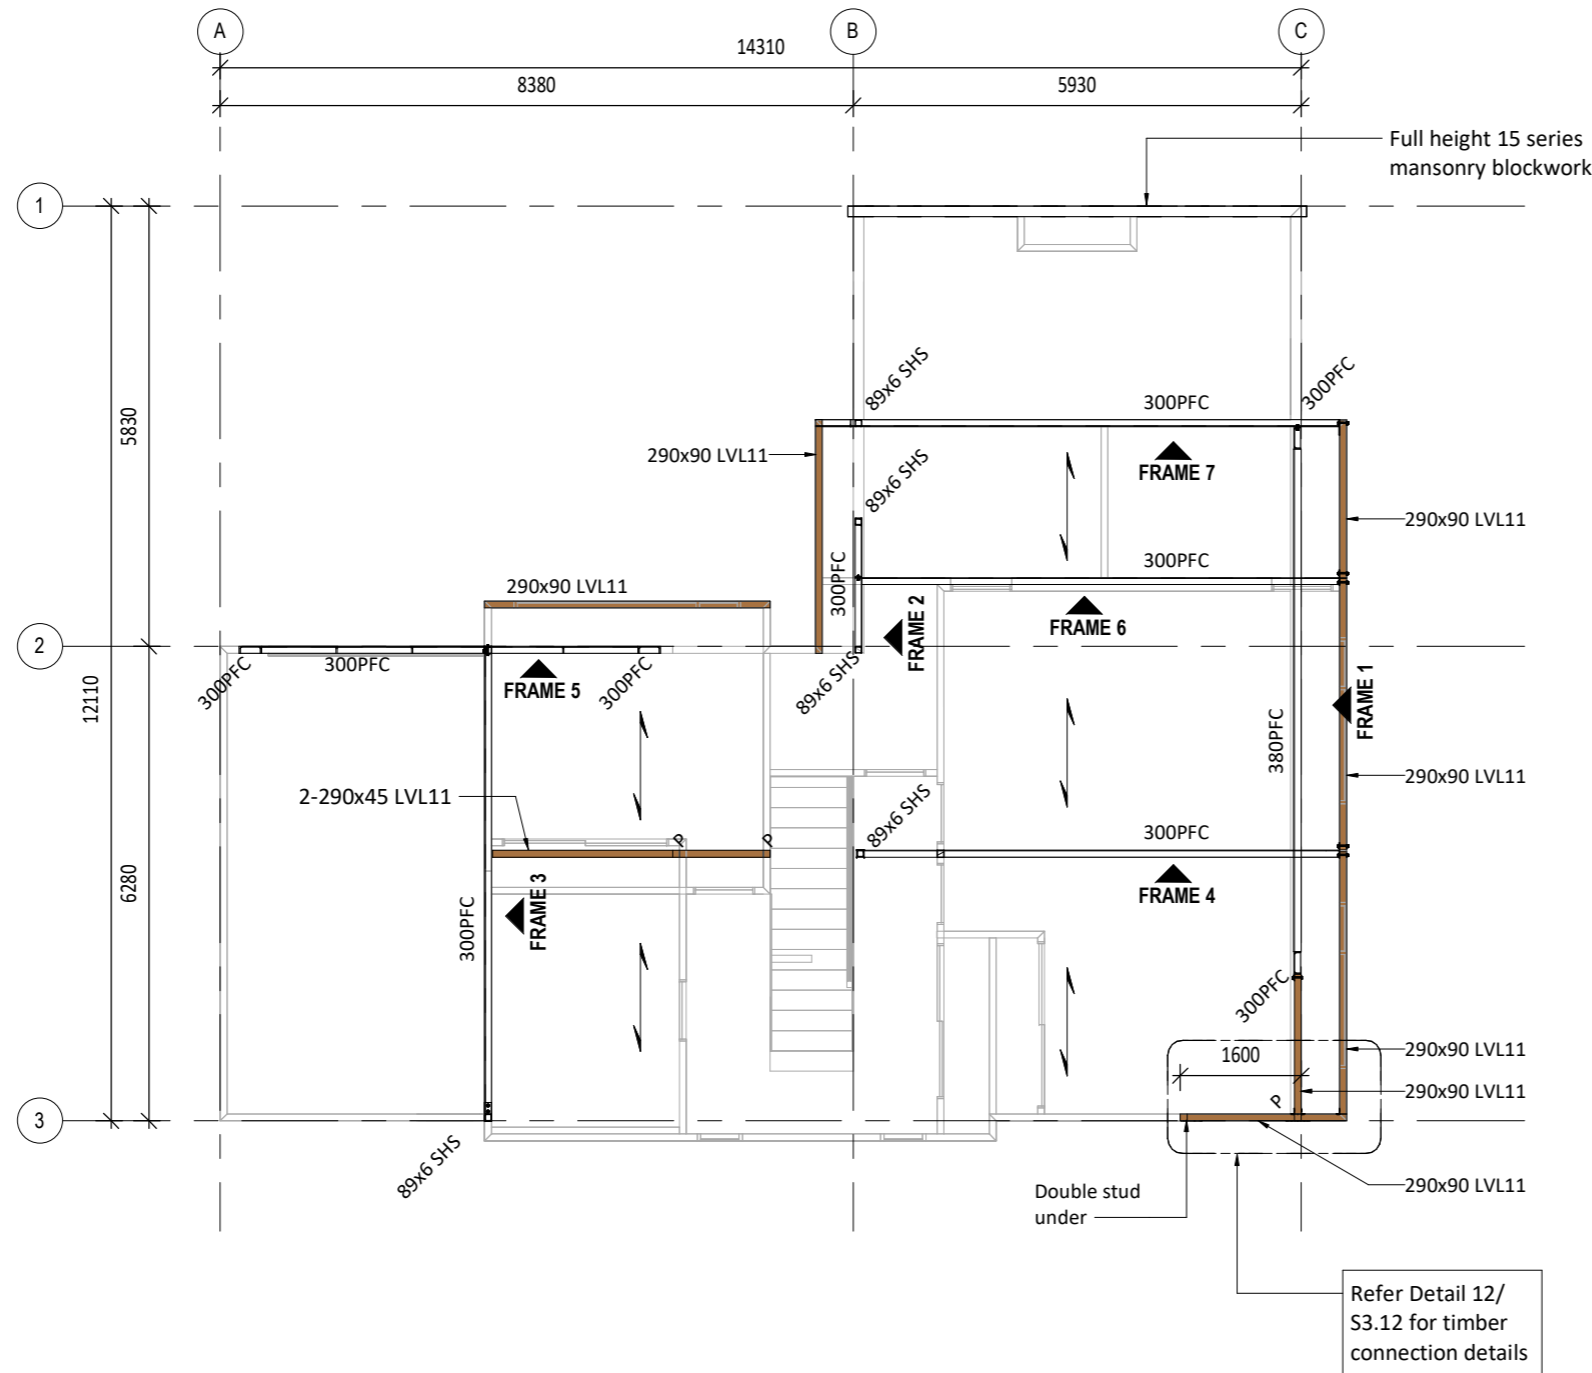 A
B
C
14310
8380
5930
Full height 15 series
mansonry blockwork
1
89x6 SHS
300PFC
300PFC
5830
290x90 LVL11
89x6 SHS
FRAME 7
290x90 LVL11
300PFC
290x90 LVL11
300PFC
FRAME 2
FRAME 6
2
300PFC
300PFC
FRAME 5
300PFC
89x6 SHS
FRAME 1
12110
380PFC
290x90 LVL11
2-290x45 LVL11
P
P
89x6 SHS
300PFC
6280
FRAME 3
FRAME 4
300PFC
300PFC
1600
290x90 LVL11
290x90 LVL11
P
3
89x6 SHS
Double stud
under
290x90 LVL11
Refer Detail 12/
S3.12 for timber
connection details